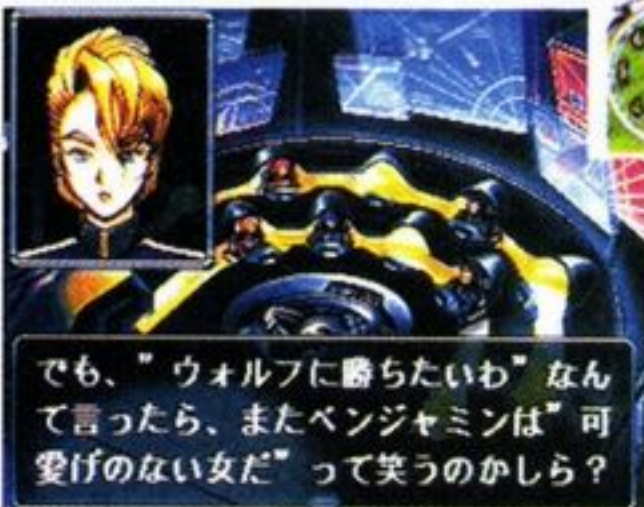 でも、”ウォルフに勝ちたいわ”なん
て言ったら、またベンジャミンは”可
愛げのない女だ”って笑うのかしら？